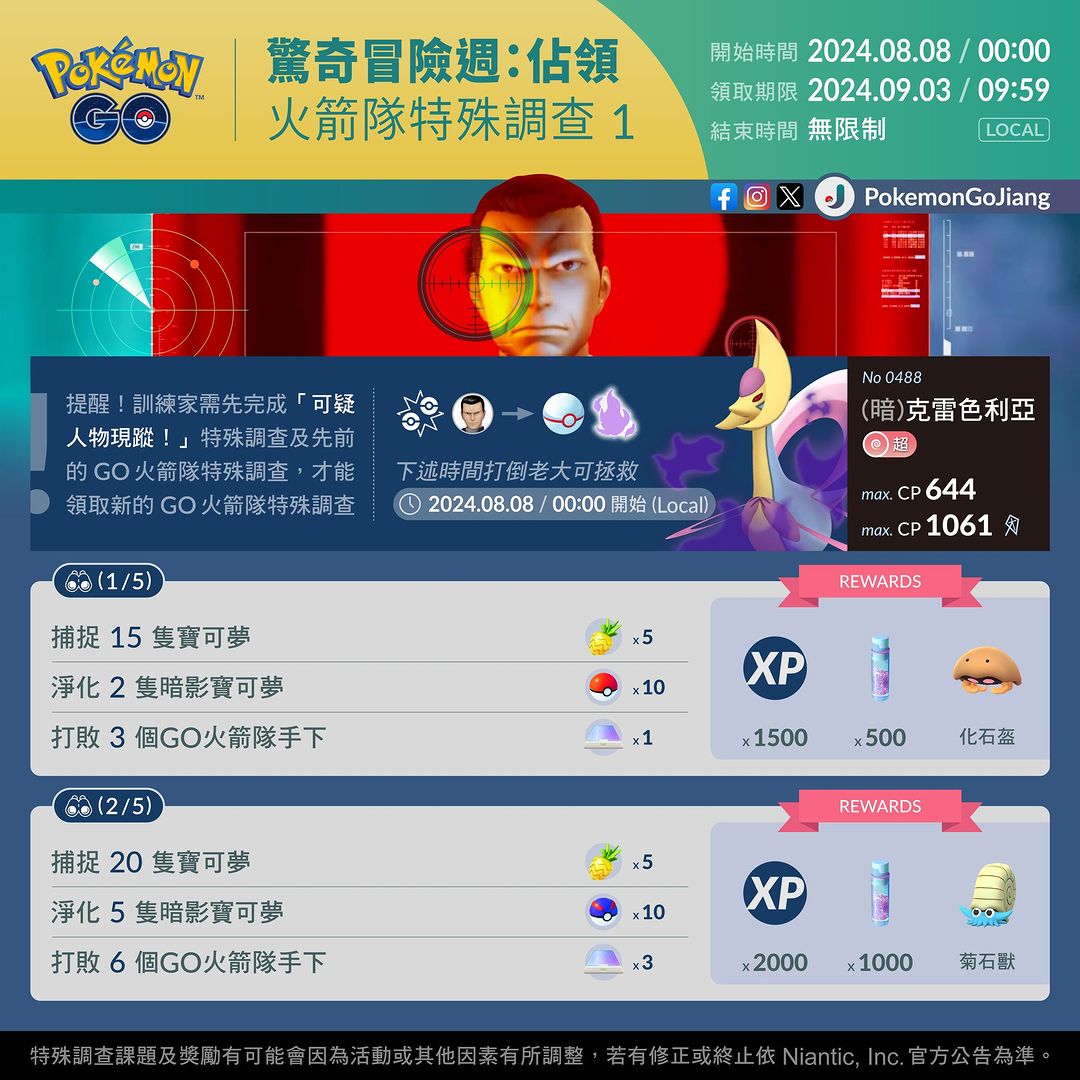 POKÉMON GO
TM
驚奇冒險週：佔領
火箭隊特殊調查 1
開始時間 2024.08.08 / 00:00
領取期限 2024.09.03 / 09:59
結束時間 無限制
LOCAL
PokemonGoJiang
提醒！訓練家需先完成「可疑
人物現蹤！」特殊調查及先前
的 GO 火箭隊特殊調查，才能
領取新的 GO 火箭隊特殊調查
下述時間打倒老大可拯救
2024.08.08 / 00:00 開始 (Local)
No 0488
(暗)克雷色利亞
超
max. CP 644
max. CP 1061
(1/5)
REWARDS
捕捉 15 隻寶可夢
x5
淨化 2 隻暗影寶可夢
x10
打敗 3 個GO火箭隊手下
x1
XP
x1500
x500
化石盔
(2/5)
REWARDS
捕捉 20 隻寶可夢
x5
淨化 5 隻暗影寶可夢
x10
打敗 6 個GO火箭隊手下
x3
XP
x2000
x1000
菊石獸
特殊調查課題及獎勵有可能會因為活動或其他因素有所調整，若有修正或終止依 Niantic, Inc. 官方公告為準。